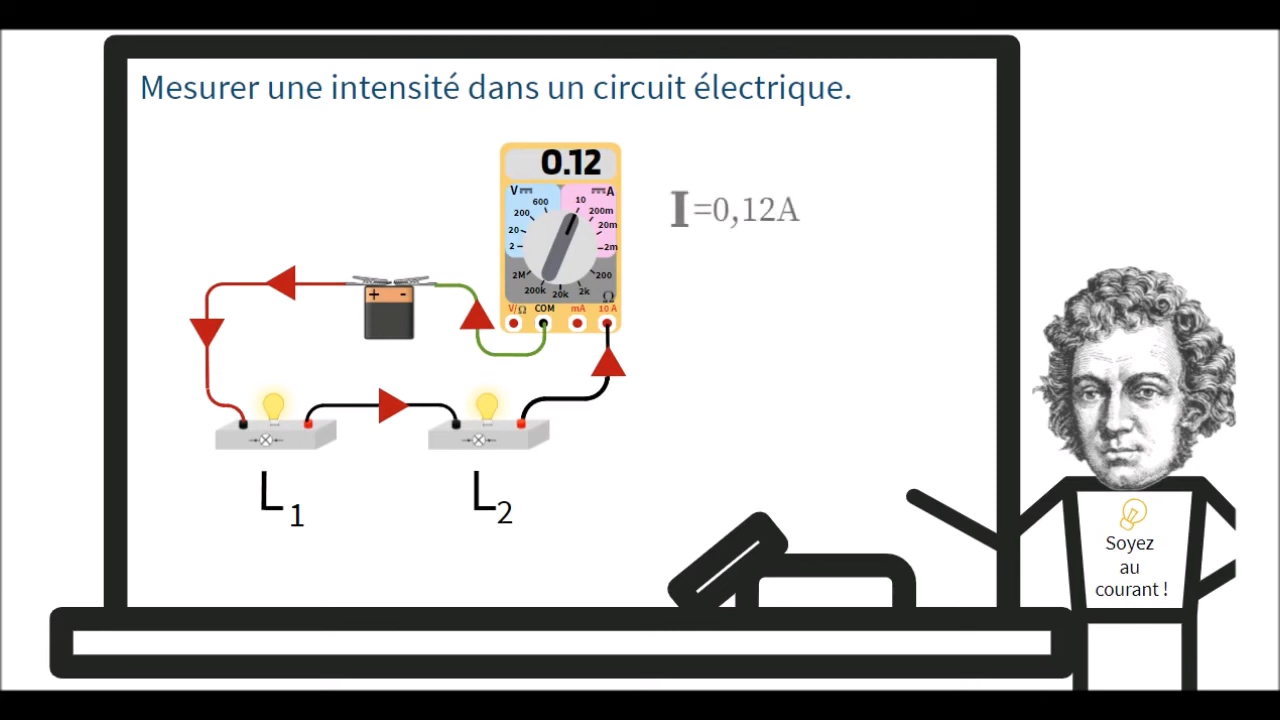 Mesurer une intensité dans un circuit électrique.
0.12
V A
600 10
200 200m
20 20m
2 2m
2M 200
200k 20k 2k Ω
V/Ω COM mA 10 A
I=0,12A
+ -
L1 L2
Soyez
au
courant !